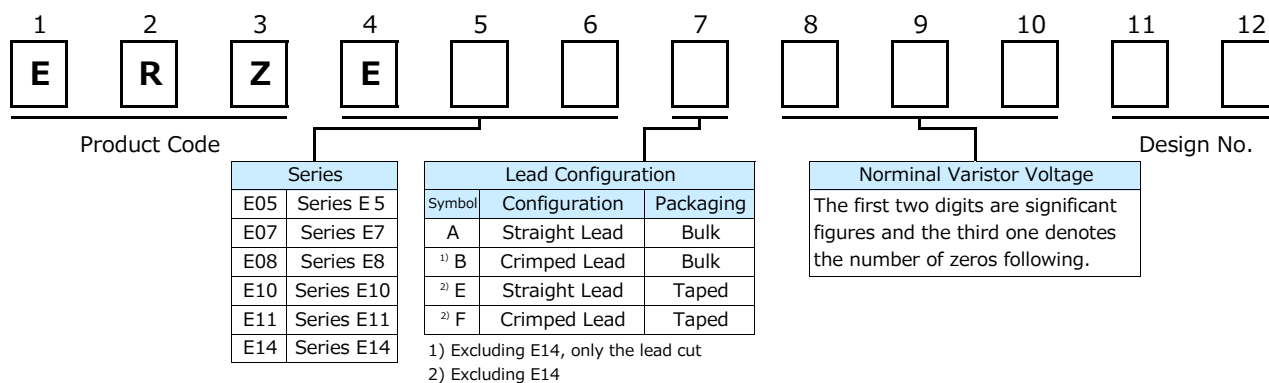 1 2 3 4 5 6 7 8 9 10 11 12
E R Z E
Product Code
Design No.
Series
E05 Series E 5
E07 Series E7
E08 Series E8
E10 Series E10
E11 Series E11
E14 Series E14
Lead Configuration
Symbol Configuration Packaging
A Straight Lead Bulk
1) B Crimped Lead Bulk
2) E Straight Lead Taped
2) F Crimped Lead Taped
1) Excluding E14, only the lead cut
2) Excluding E14
Norminal Varistor Voltage
The first two digits are significant
figures and the third one denotes
the number of zeros following.